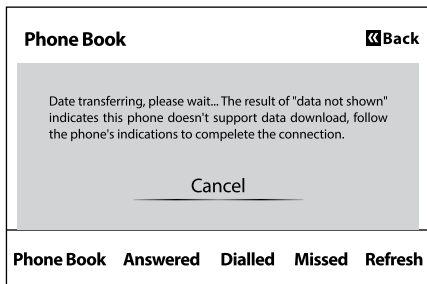 Phone Book Back
Date transferring, please wait... The result of "data not shown"
indicates this phone doesn't support data download, follow
the phone's indications to compelete the connection.
Cancel
Phone Book Answered Dialled Missed Refresh